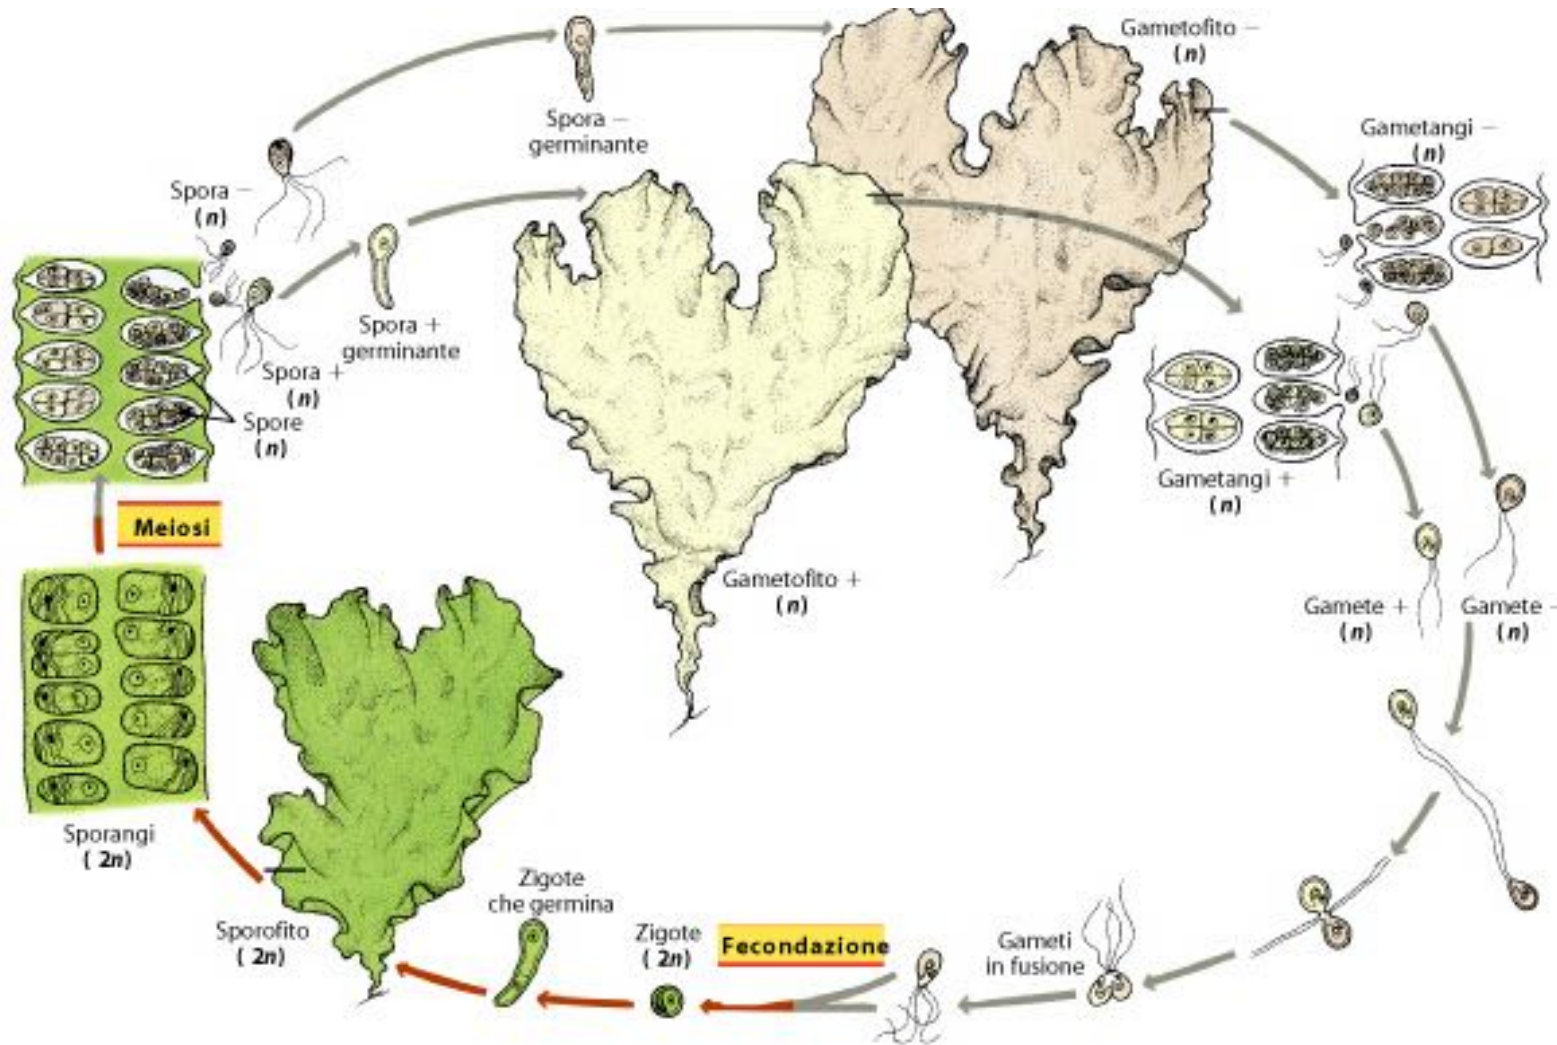 Gametofito −
(n)
Spora −
germinante
Gametangi −
(n)
Spora −
(n)
Spora +
germinante
Spora +
(n)
Spore
(n)
Gametangi +
(n)
Meiosi
Gametofito +
(n)
Gamete +
(n)
Gamete -
(n)
Sporangi
( 2n)
Zigote
che germina
Sporofito
( 2n)
Zigote
( 2n)
Fecondazione
Gameti
in fusione